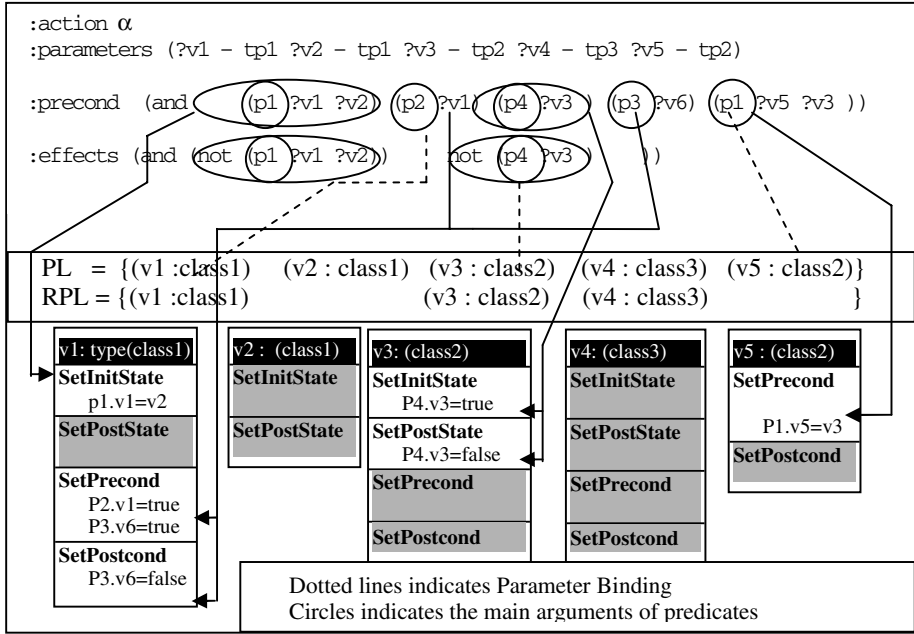 :action α
:parameters (?v1 – tp1 ?v2 – tp1 ?v3 – tp2 ?v4 – tp3 ?v5 – tp2)
:precond (and (p1 ?v1 ?v2) (p2 ?v1) (p4 ?v3 ) (p3 ?v6) (p1 ?v5 ?v3 ))
:effects (and (not (p1 ?v1 ?v2)) not (p4 ?v3 ) ))
PL = {(v1 :class1) (v2 : class1) (v3 : class2) (v4 : class3) (v5 : class2)}
RPL = {(v1 :class1) (v3 : class2) (v4 : class3) }
v1: type(class1)
SetInitState
p1.v1=v2
SetPostState
SetPrecond
P2.v1=true
P3.v6=true
SetPostcond
P3.v6=false
v2 : (class1)
SetInitState
SetPostState
v3: (class2)
SetInitState
P4.v3=true
SetPostState
P4.v3=false
SetPrecond
SetPostcond
v4: (class3)
SetInitState
SetPostState
SetPrecond
SetPostcond
v5 : (class2)
SetPrecond
P1.v5=v3
SetPostcond
Dotted lines indicates Parameter Binding
Circles indicates the main arguments of predicates